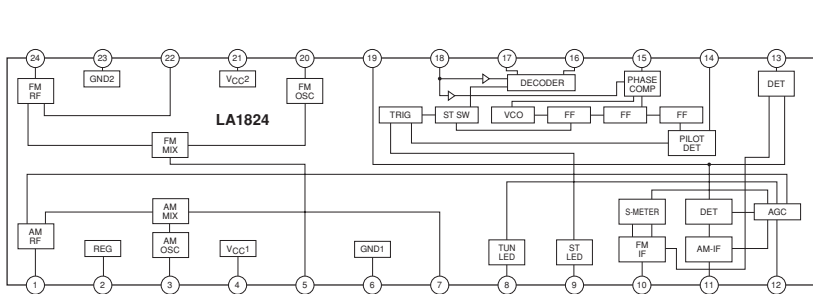 24 23 22 21 20 19 18 17 16 15 14 13
FM
RF
GND2
VCC2
FM
OSC
DECODER
PHASE
COMP
DET
LA1824
TRIG
ST SW
VCO
FF
FF
FF
FM
MIX
PILOT
DET
AM
MIX
S-METER
DET
AGC
AM
RF
REG
AM
OSC
VCC1
GND1
TUN
LED
ST
LED
FM
IF
AM-IF
1 2 3 4 5 6 7 8 9 10 11 12